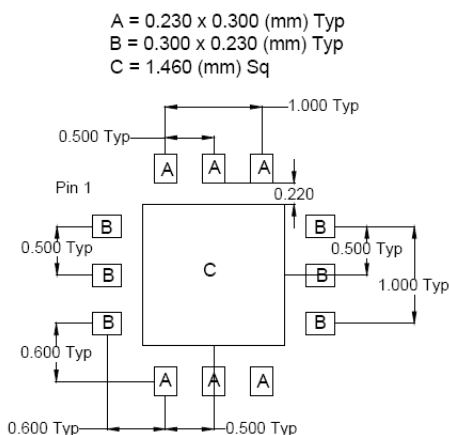 A = 0.230 x 0.300 (mm) Typ
B = 0.300 x 0.230 (mm) Typ
C = 1.460 (mm) Sq
1.000 Typ
0.500 Typ
A A A
Pin 1
0.220
B B
0.500 Typ
0.500 Typ
B C B
1.000 Typ
B B
0.600 Typ
A A A
0.600 Typ
0.500 Typ